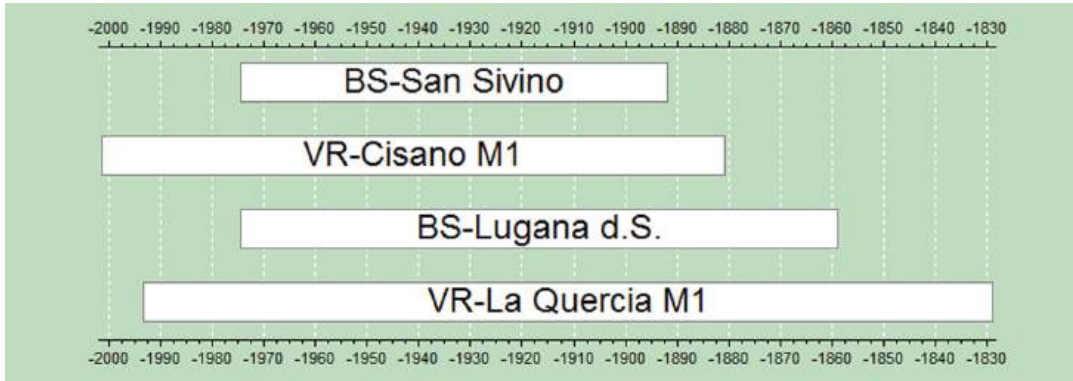 -2000 -1990 -1980 -1970 -1960 -1950 -1940 -1930 -1920 -1910 -1900 -1890 -1880 -1870 -1860 -1850 -1840 -1830
BS-San Sivino
VR-Cisano M1
BS-Lugana d.S.
VR-La Quercia M1
-2000 -1990 -1980 -1970 -1960 -1950 -1940 -1930 -1920 -1910 -1900 -1890 -1880 -1870 -1860 -1850 -1840 -1830